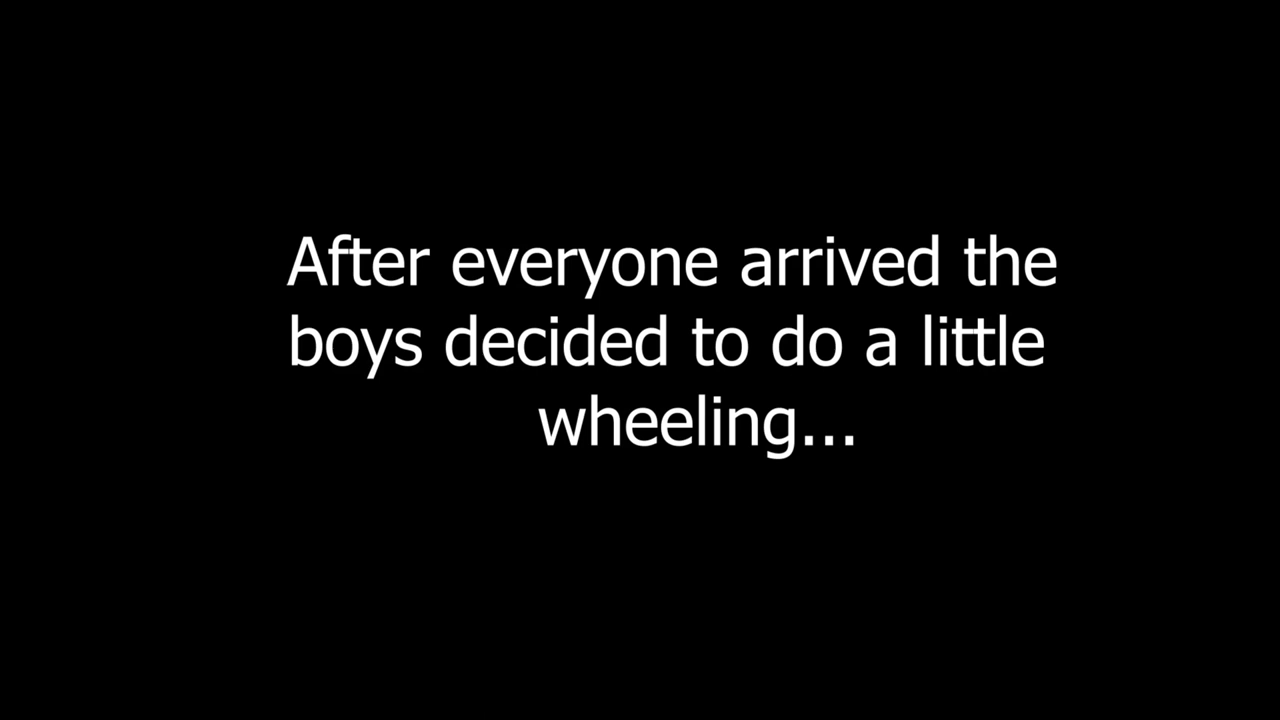 After everyone arrived the
boys decided to do a little
wheeling...